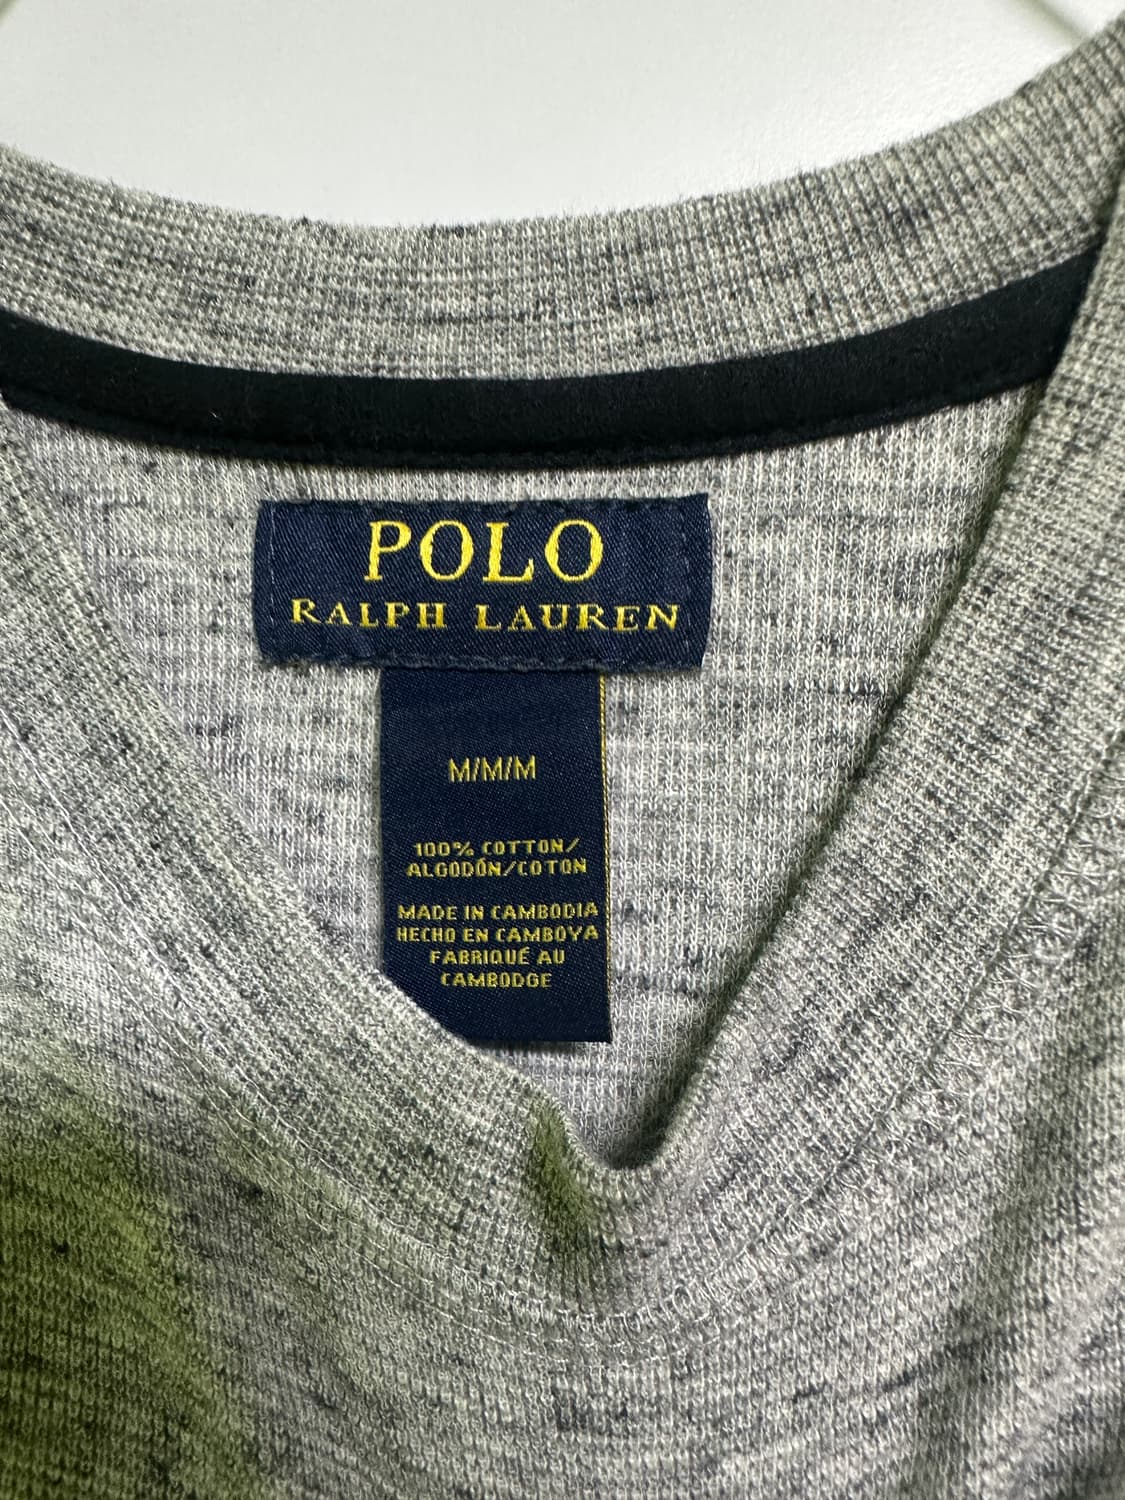 POLO
RALPH LAUREN
M/M/M
100% COTTON/
ALGODÓN/COTON
MADE IN CAMBODIA
HECHO EN CAMBOYA
FABRIQUÉ AU
CAMBODGE